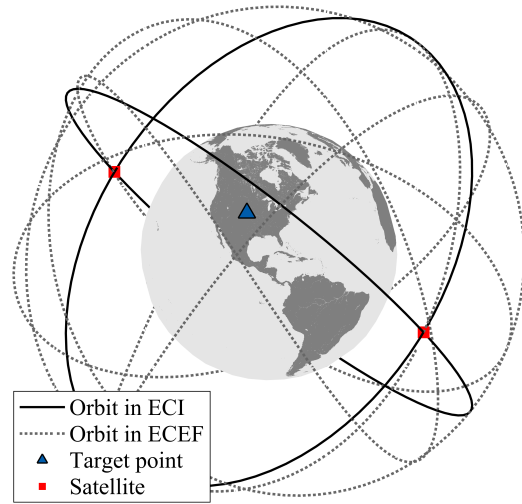 Orbit in ECI
Orbit in ECEF
Target point
Satellite